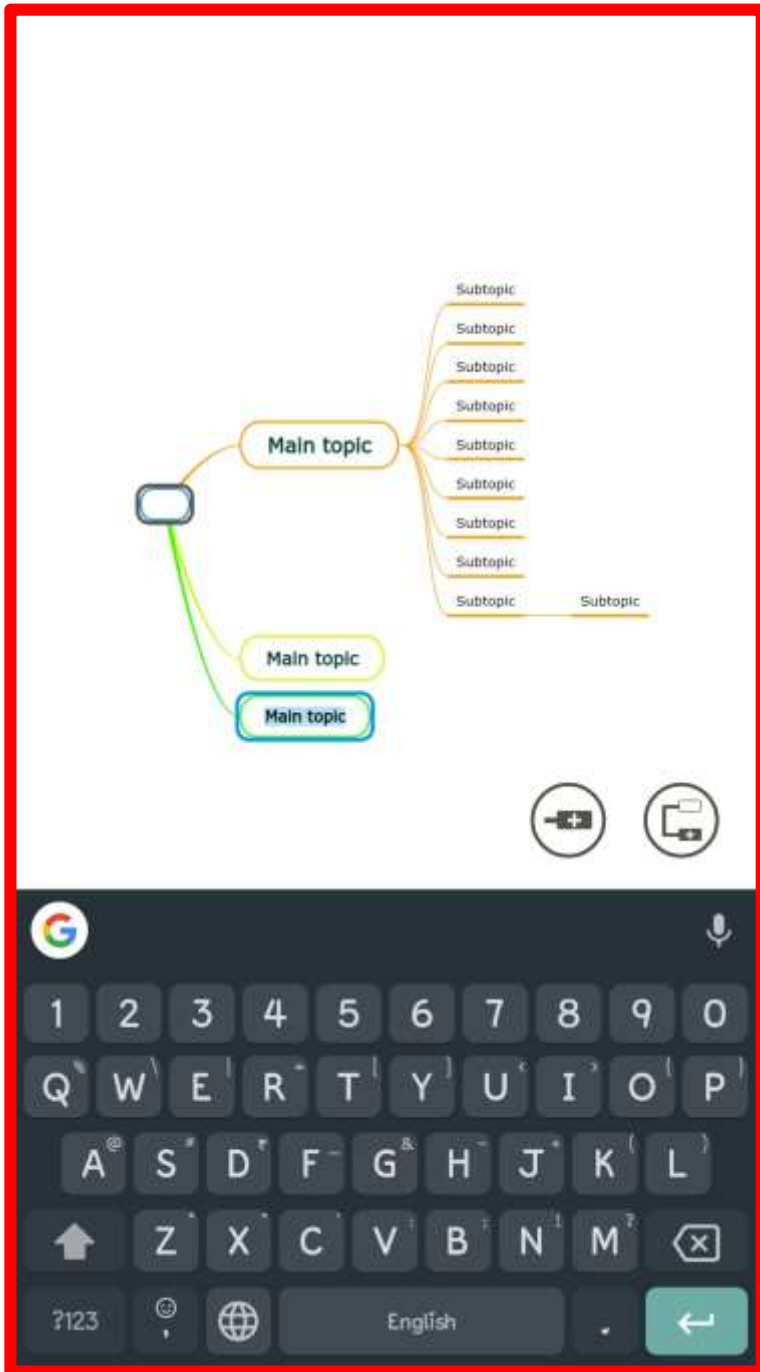 Subtopic
Subtopic
Subtopic
Subtopic
Main topic
Subtopic
Subtopic
Subtopic
Subtopic
Subtopic Subtopic
Main topic
Main topic
G
1 2 3 4 5 6 7 8 9 0
Q W E R T Y U I O P
A S D F G H J K L
Z X C V B N M
?123 , English .